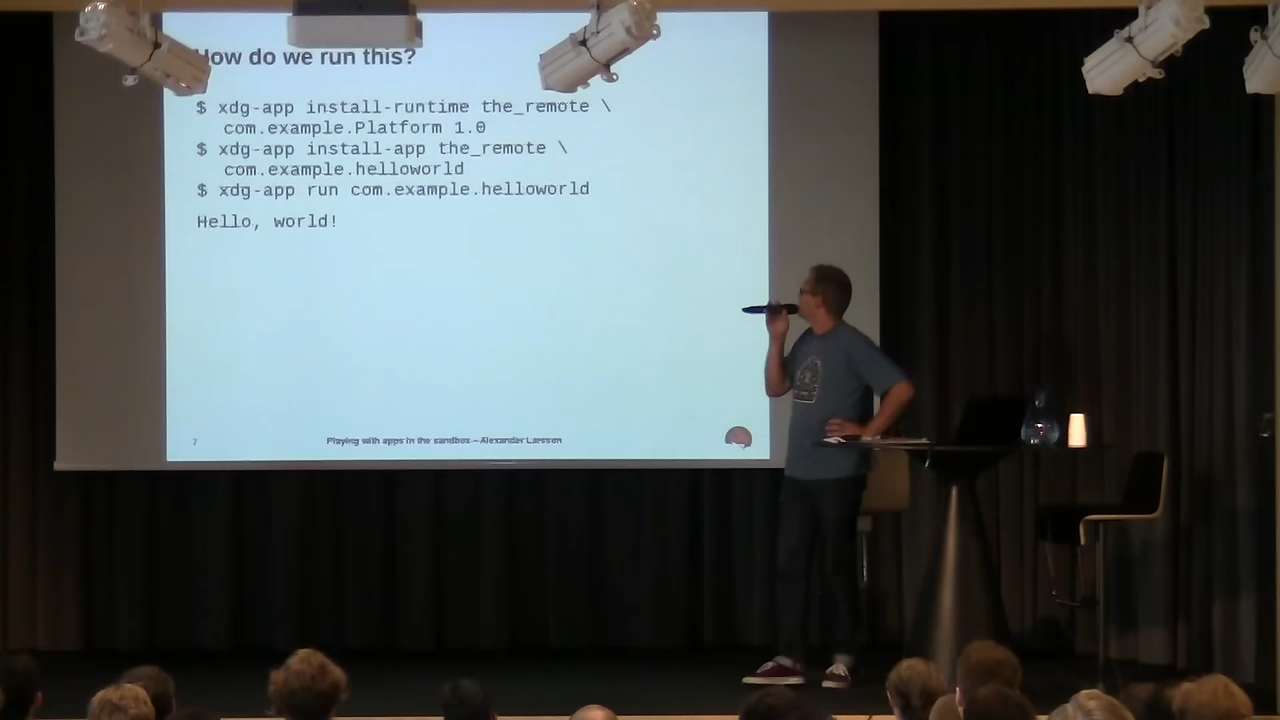 How do we run this?
$ xdg-app install-runtime the_remote \
com.example.Platform 1.0
$ xdg-app install-app the_remote \
com.example.helloworld
$ xdg-app run com.example.helloworld
Hello, world!
7
Playing with apps in the sandbox – Alexander Larsson